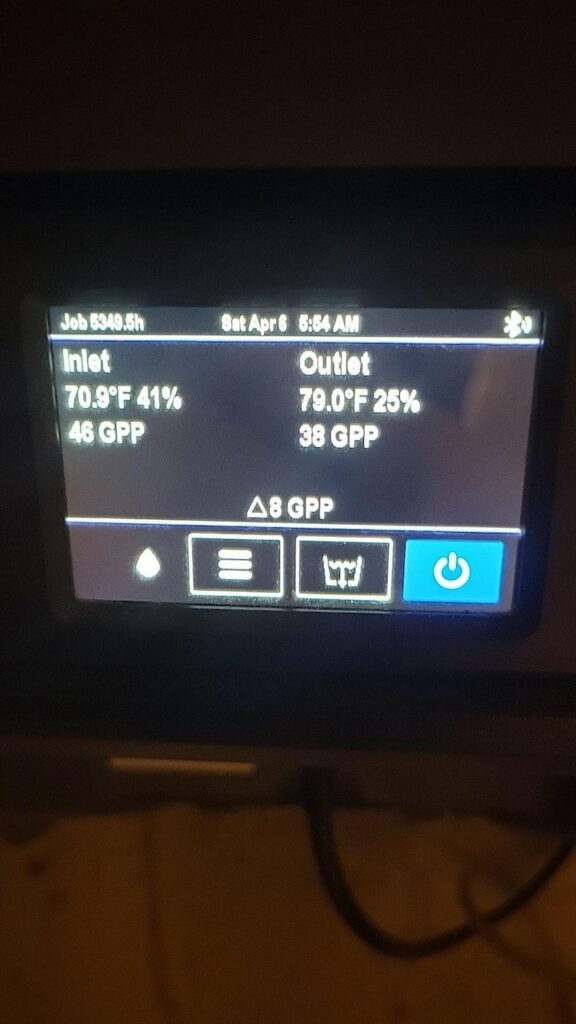 Job 5349.5h Sat Apr 6 5:54 AM
Inlet Outlet
70.9°F 41% 79.0°F 25%
46 GPP 38 GPP
△8 GPP